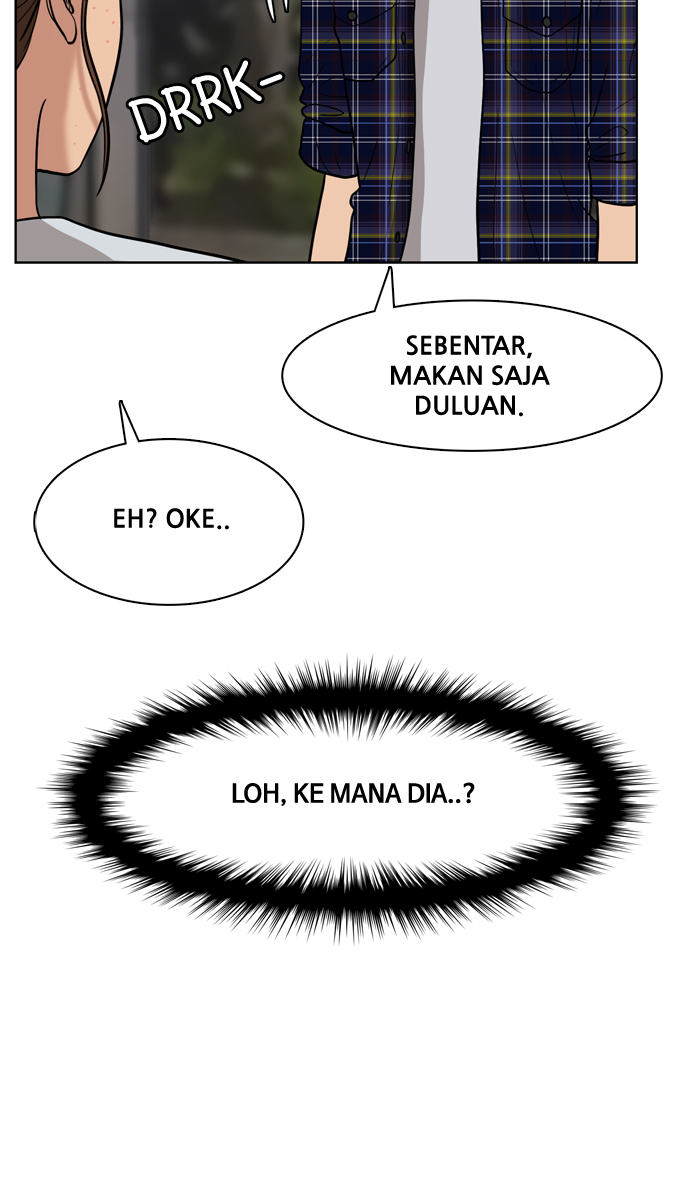 DRRK-
SEBENTAR,
MAKAN SAJA
DULUAN.
EH? OKE..
LOH, KE MANA DIA..?